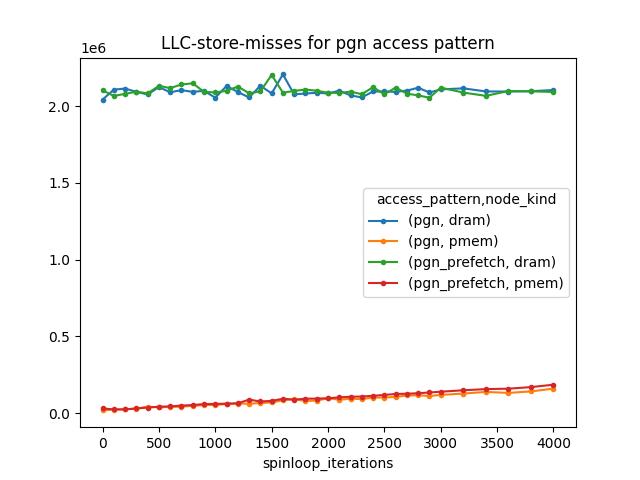 LLC-store-misses for pgn access pattern
1e6
2.0
1.5
1.0
0.5
0.0
access_pattern,node_kind
(pgn, dram)
(pgn, pmem)
(pgn_prefetch, dram)
(pgn_prefetch, pmem)
0 500 1000 1500 2000 2500 3000 3500 4000
spinloop_iterations